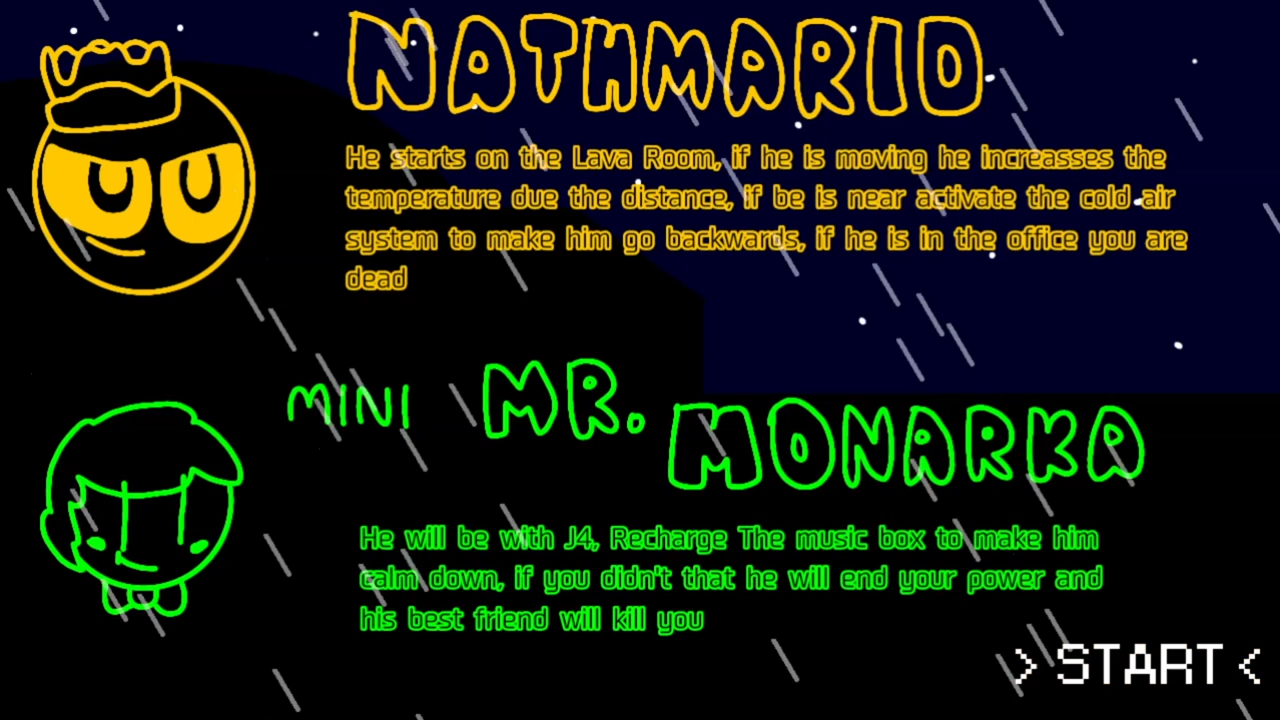 NATHMARIO
He starts on the Lava Room, if he is moving he increasses the
temperature due the distance, if be is near activate the cold air
system to make him go backwards, if he is in the office you are
dead
MINI MR. MONARKA
He will be with J4, Recharge The music box to make him
calm down, if you didn't that he will end your power and
his best friend will kill you
> START <